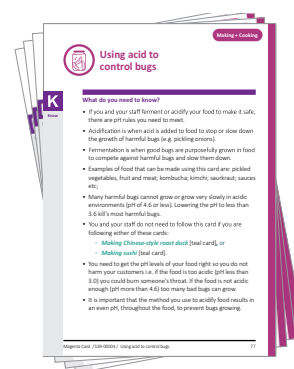 Making + Cooking
Using acid to
control bugs
K
Know
What do you need to know?
• If you and your staff ferment or acidify your food to make it safe,
there are pH rules you need to meet.
• Acidification is when acid is added to food to stop or slow down
the growth of harmful bugs (e.g. pickling onions).
• Fermentation is when good bugs are purposefully grown in food
to compete against harmful bugs and slow them down.
• Examples of food that can be made using this card are: pickled
vegetables, fruit and meat; kombucha; kimchi; saurkraut; sauces
etc;
• Many harmful bugs cannot grow or grow very slowly in acidic
environments (pH of 4.6 or less). Lowering the pH to less than
3.6 kill's most harmful bugs.
• You and your staff do not need to follow this card if you are
following either of these cards:
- Making Chinese-style roast duck [teal card], or
- Making sushi [teal card].
• You need to get the pH levels of your food right so you do not
harm your customers i.e. if the food is too acidic (pH less than
3.0) you could burn someone's throat. If the food is not acidic
enough (pH more than 4.6) too many bad bugs can grow.
• It is important that the method you use to acidify food results in
an even pH, throughout the food, to prevent bugs growing.
Magenta Card /S39-00003 / Using acid to control bugs 77